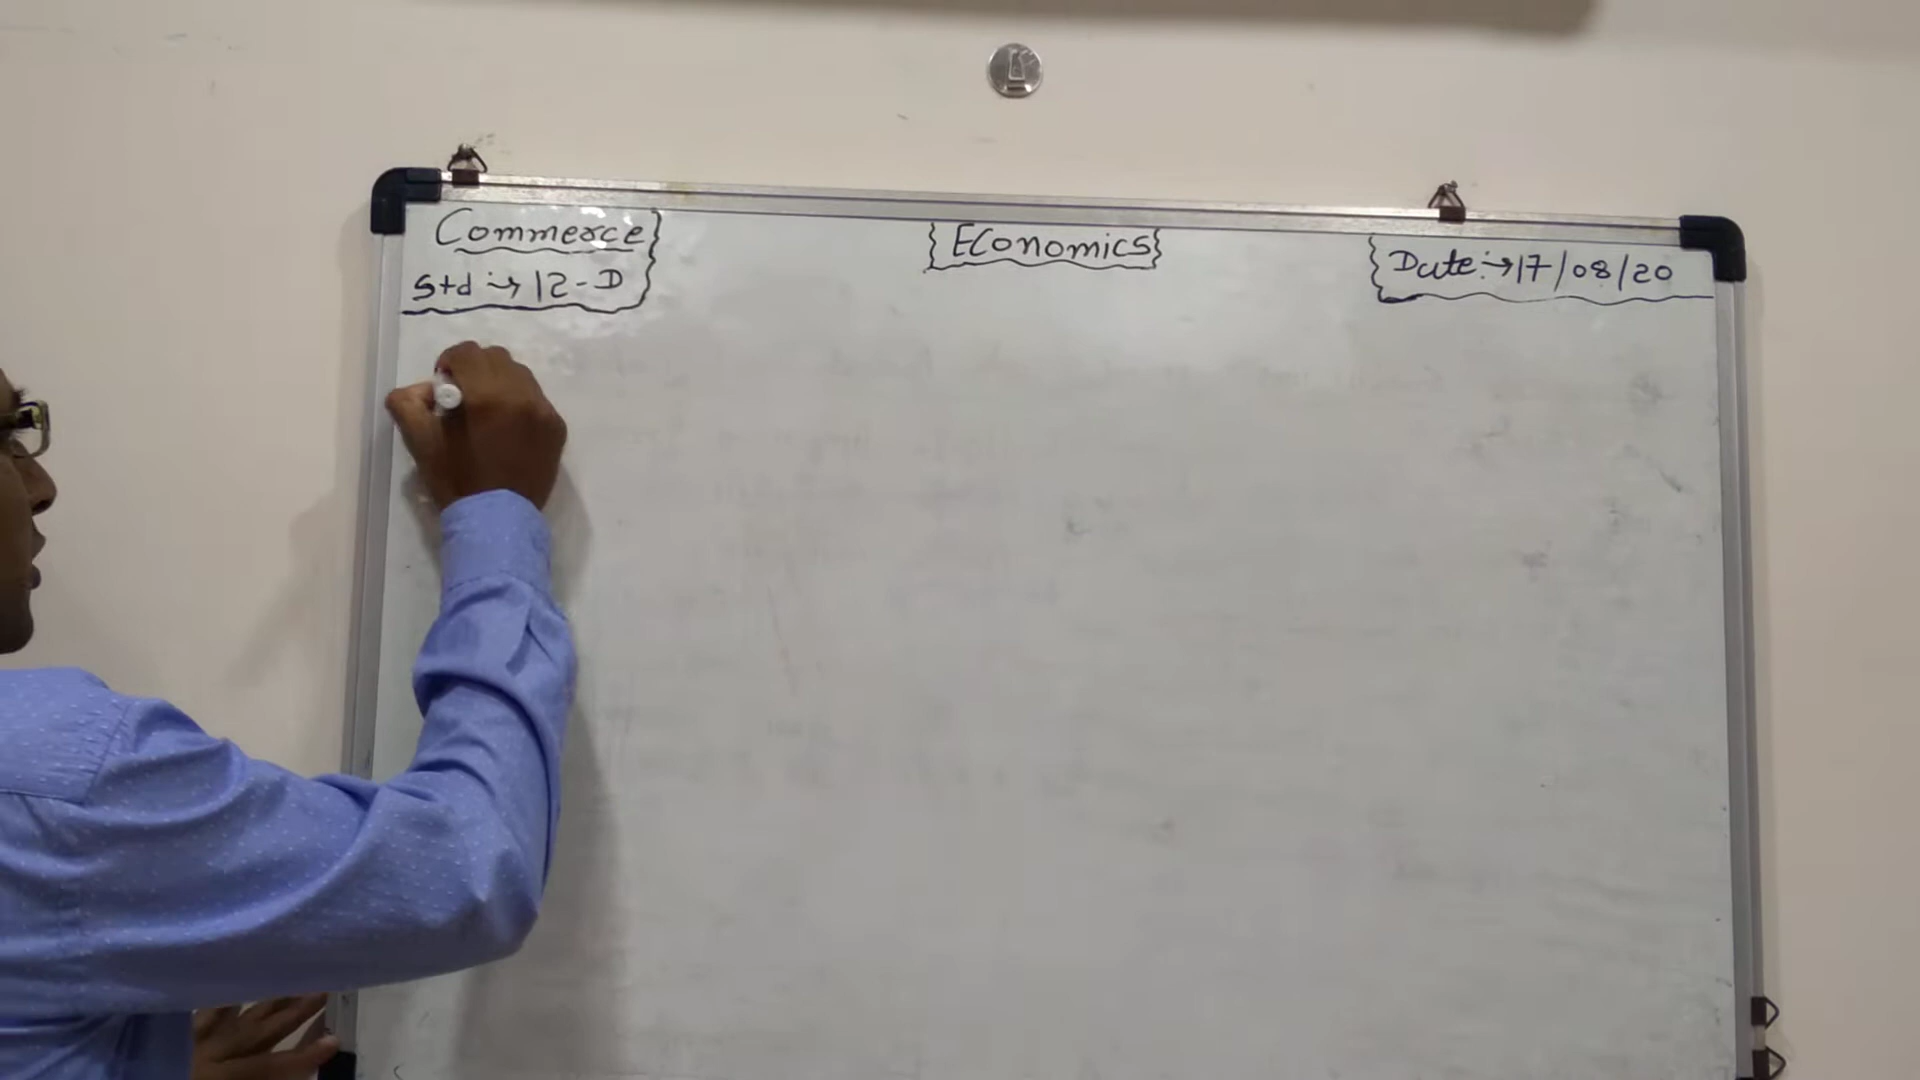 Commerce
Std :→ 12-D
Economics
Date :→ 17/08/20